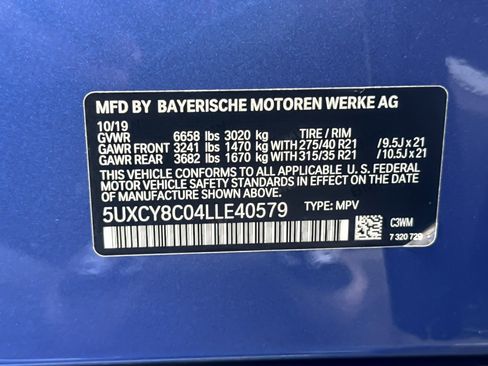 MFD BY BAYERISCHE MOTOREN WERKE AG
10/19
GVWR 6658 lbs 3020 kg TIRE / RIM
GAWR FRONT 3241 lbs 1470 kg WITH 275/40 R21 /9.5J x 21
GAWR REAR 3682 lbs 1670 kg WITH 315/35 R21 /10.5J x 21
THIS VEHICLE CONFORMS TO ALL APPLICABLE U. S. FEDERAL
MOTOR VEHICLE SAFETY STANDARDS IN EFFECT ON THE DATE
OF MANUFACTURE SHOWN ABOVE.
5UXCY8C04LLE40579 TYPE: MPV
C3WM
7 320 720